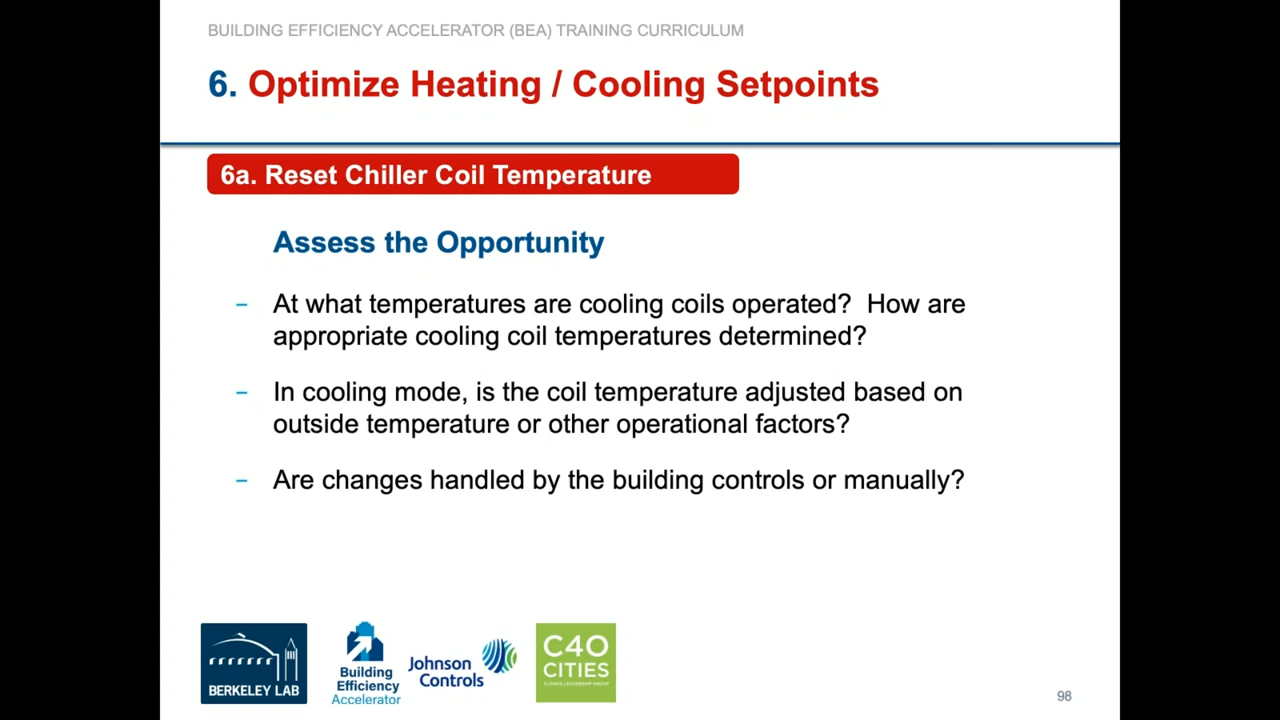 BUILDING EFFICIENCY ACCELERATOR (BEA) TRAINING CURRICULUM
6. Optimize Heating / Cooling Setpoints
6a. Reset Chiller Coil Temperature
Assess the Opportunity
– At what temperatures are cooling coils operated?  How are
appropriate cooling coil temperatures determined?
– In cooling mode, is the coil temperature adjusted based on
outside temperature or other operational factors?
– Are changes handled by the building controls or manually?
BERKELEY LAB
Building
Efficiency
Accelerator
Johnson
Controls
C40
CITIES
CLIMATE LEADERSHIP GROUP
98